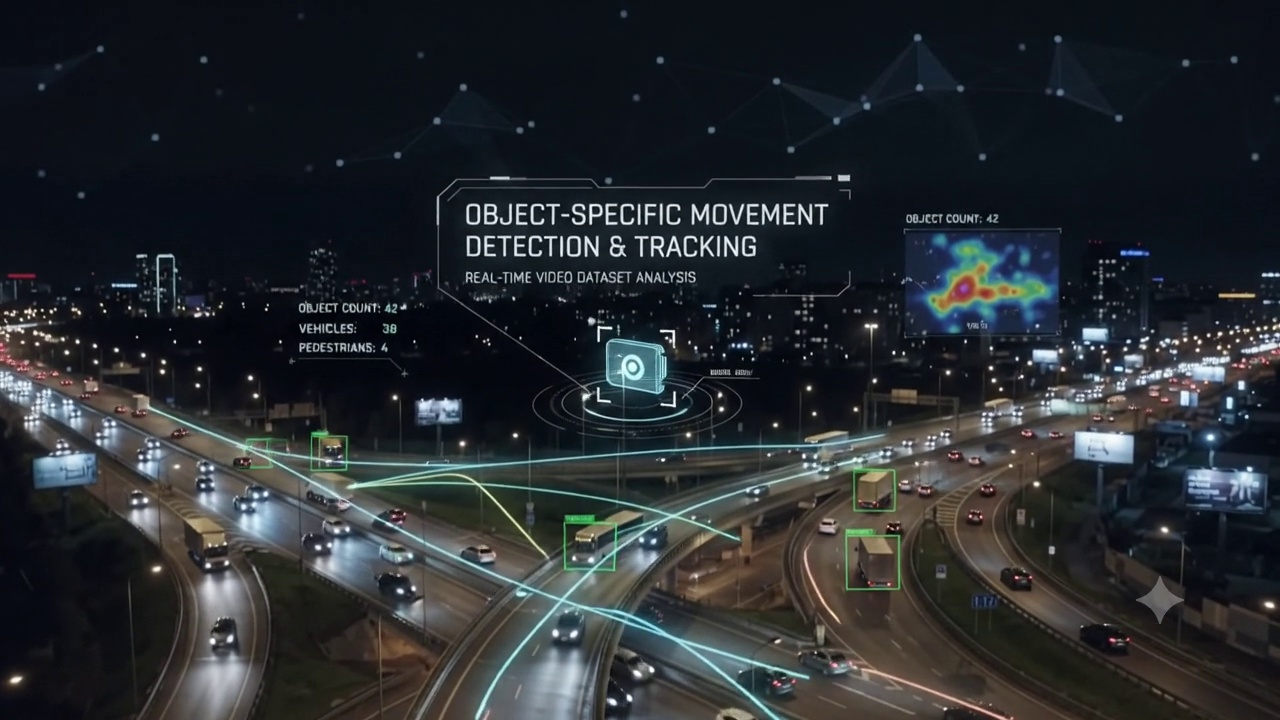 OBJECT-SPECIFIC MOVEMENT
DETECTION & TRACKING
REAL-TIME VIDEO DATASET ANALYSIS
OBJECT COUNT: 42
OBJECT COUNT: 42
VEHICLES: 38
PEDESTRIANS: 4